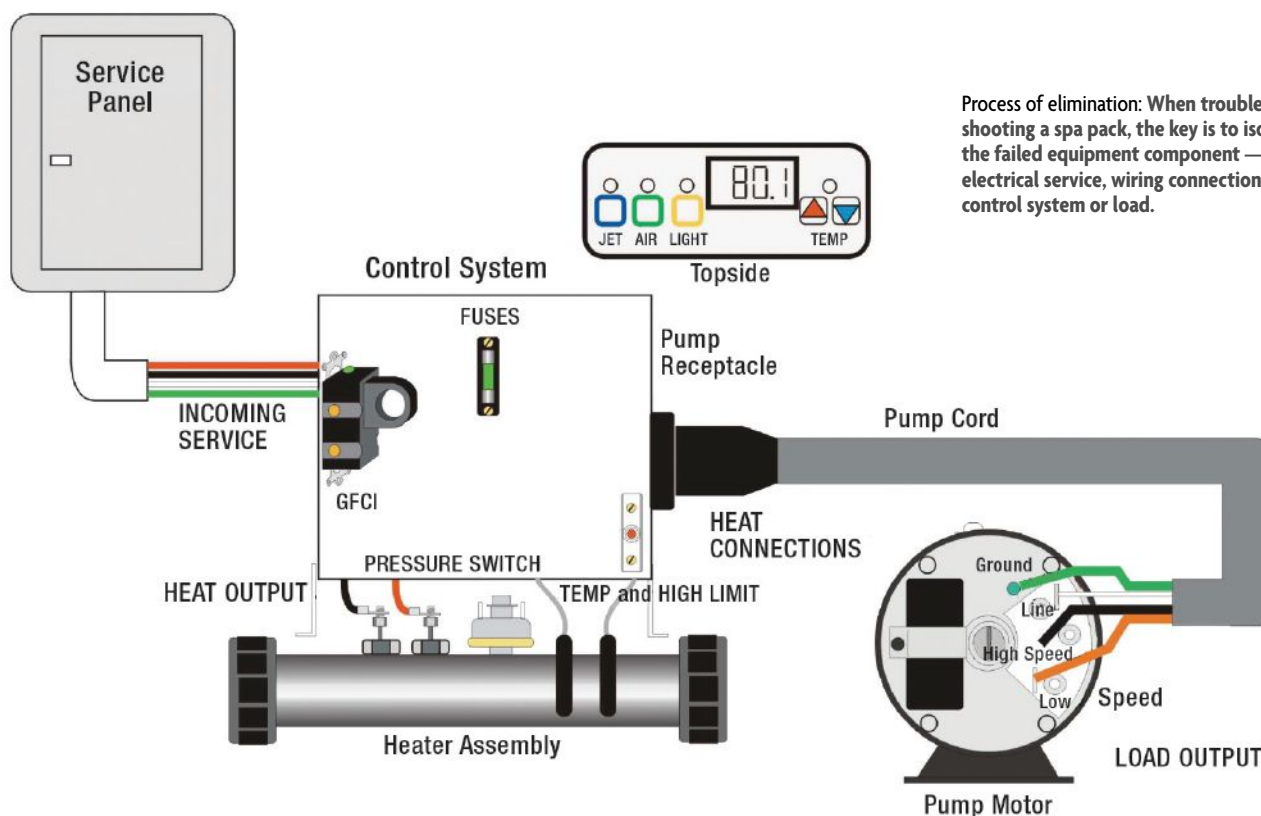 Service
Panel
Process of elimination: When trouble
shooting a spa pack, the key is to
the failed equipment component —
electrical service, wiring connection
control system or load.
80.1
JET AIR LIGHT
TEMP
Topside
Control System
FUSES
Pump
Receptacle
INCOMING
SERVICE
GFCI
Pump Cord
HEAT
CONNECTIONS
PRESSURE SWITCH
HEAT OUTPUT
TEMP and HIGH LIMIT
Ground
Line
High Speed
Low
Speed
Heater Assembly
LOAD OUTPUT
Pump Motor